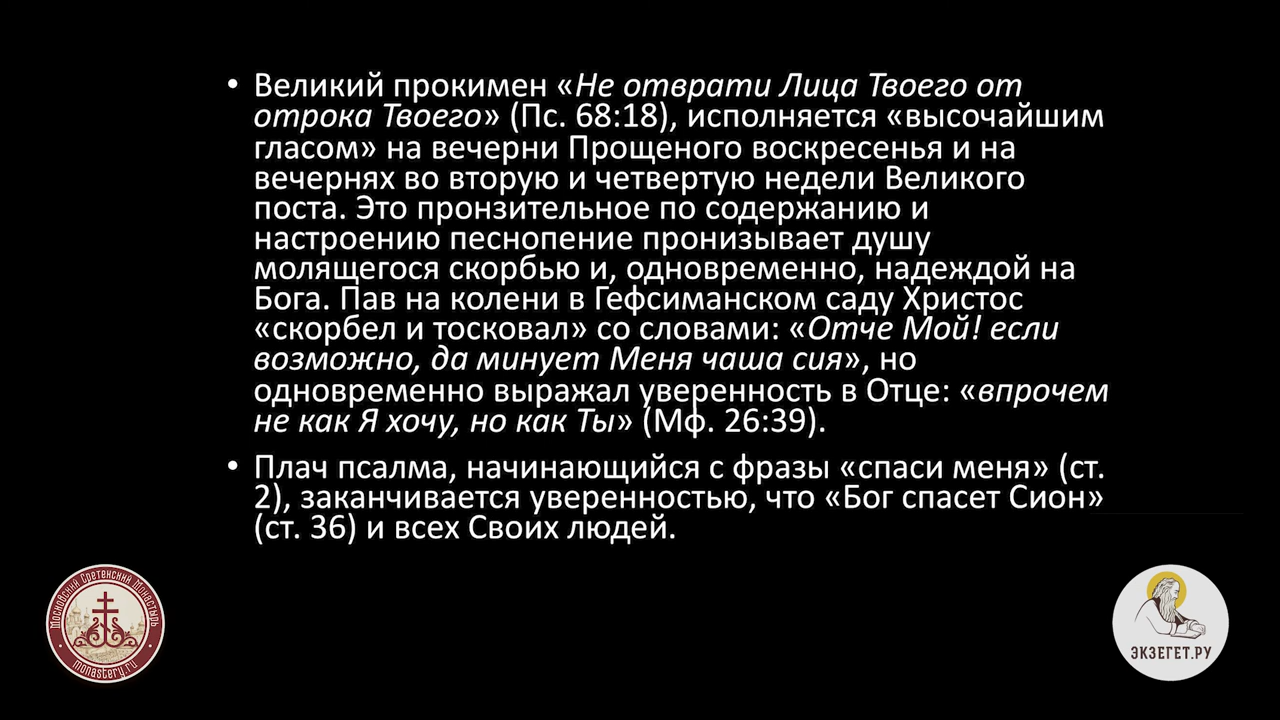 • Великий прокимен «Не отврати Лица Твоего от
отрока Твоего» (Пс. 68:18), исполняется «высочайшим
гласом» на вечерни Прощеного воскресенья и на
вечернях во вторую и четвертую недели Великого
поста. Это пронзительное по содержанию и
настроению песнопение пронизывает душу
молящегося скорбью и, одновременно, надеждой на
Бога. Пав на колени в Гефсиманском саду Христос
«скорбел и тосковал» со словами: «Отче Мой! если
возможно, да минует Меня чаша сия», но
одновременно выражал уверенность в Отце: «впрочем
не как Я хочу, но как Ты» (Мф. 26:39).
• Плач псалма, начинающийся с фразы «спаси меня» (ст.
2), заканчивается уверенностью, что «Бог спасет Сион»
(ст. 36) и всех Своих людей.
Московский Сретенский Монастырь
monastery.ru
ЭКЗЕГЕТ.РУ